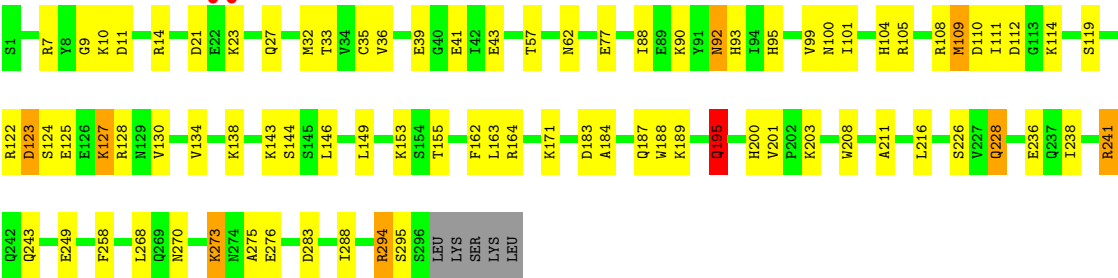 S1 R7 Y8 G9 K10 D11 R14 D21 E22 K23 Q27 M32 T33 V34 C35 V36 E39 G40 E41 I42 E43 T57 N62 E77 I88 E89 K90 Y91 N92 H93 I94 H95 V99 N100 I101 H104 R105 R108 M109 D110 I111 D112 G113 K114 S119
R122 D123 S124 E125 E126 K127 R128 N129 V130 V134 K138 K143 S144 S145 L146 L149 K153 S154 T155 F162 L163 R164 K171 D183 A184 Q187 W188 K189 Q195 H200 V201 P202 K203 W208 A211 L216 S226 V227 Q228 E236 Q237 I238 R241
Q242 Q243 E249 F258 L268 Q269 N270 K273 N274 A275 E276 D283 I288 R294 S295 S296 LEU LYS SER LYS LEU